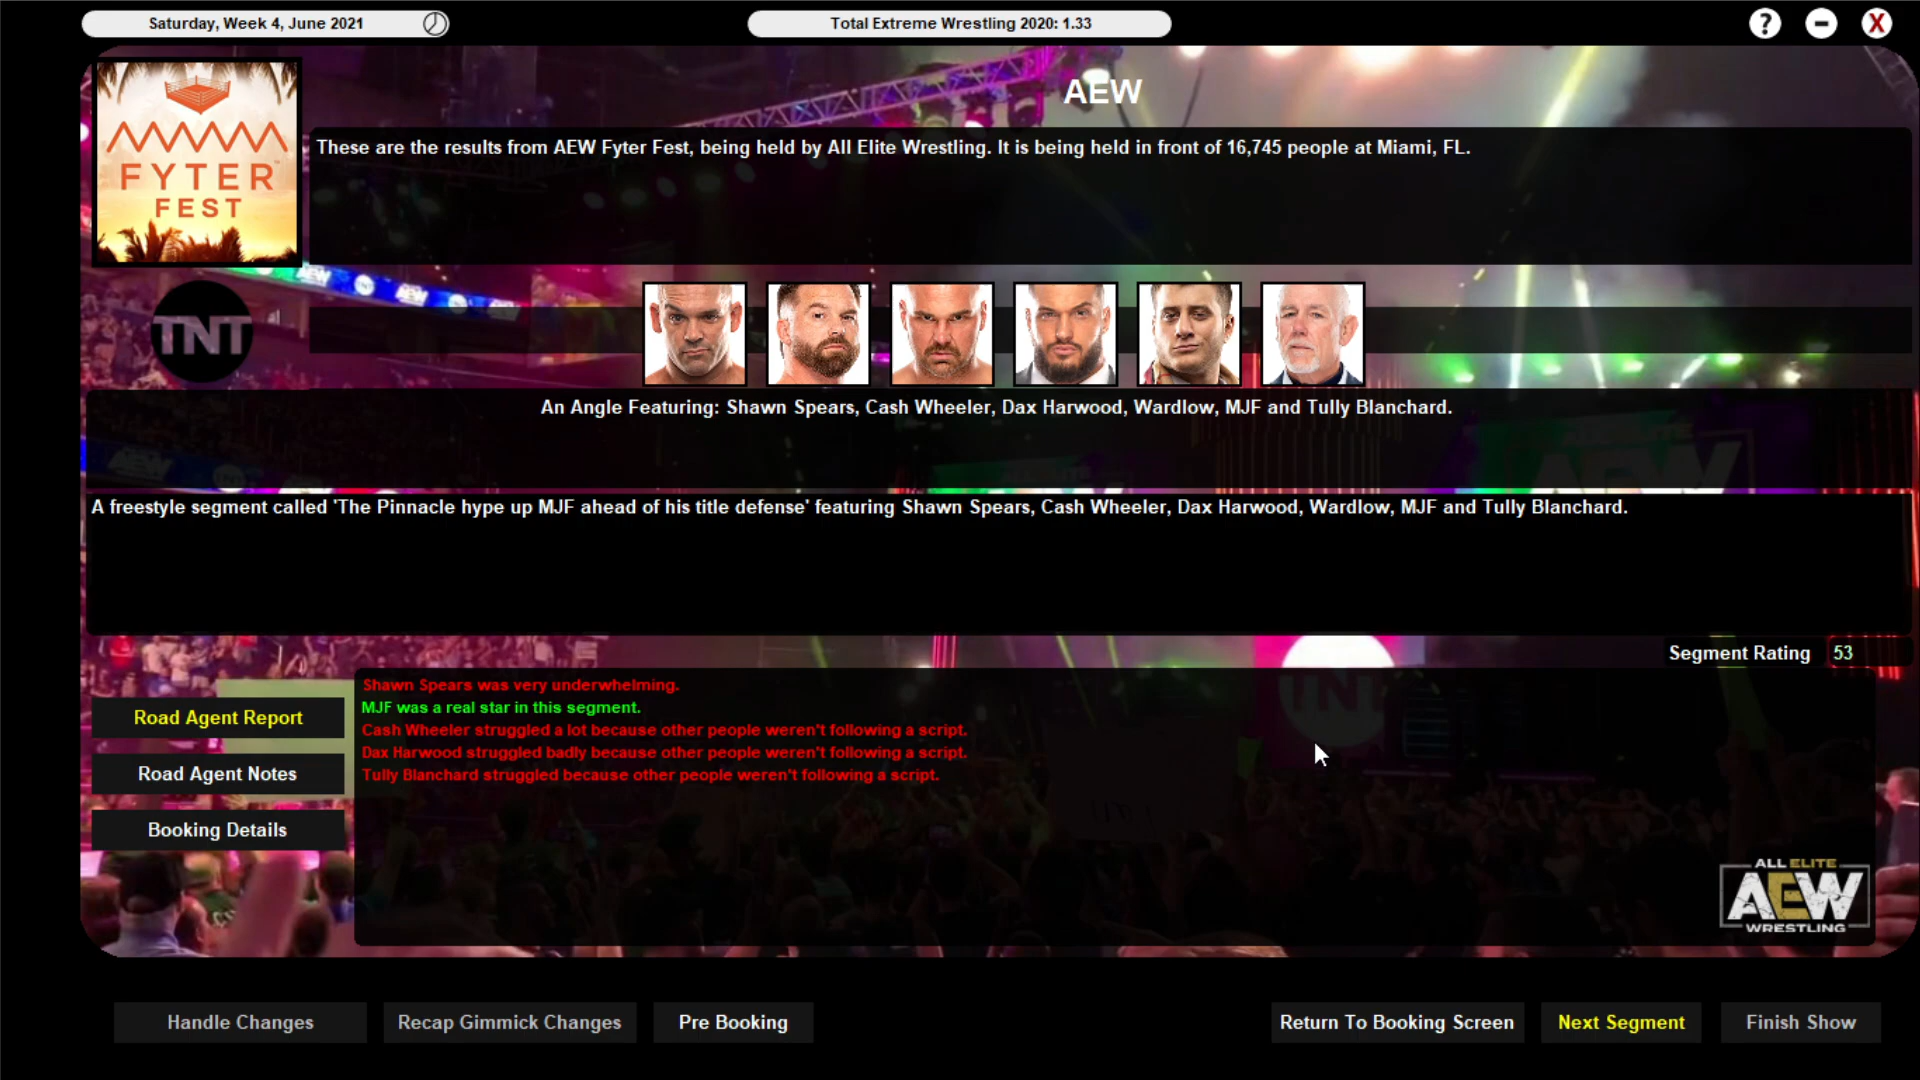 Saturday, Week 4, June 2021
Total Extreme Wrestling 2020: 1.33
?
X
FYTER
FEST
AEW
These are the results from AEW Fyter Fest, being held by All Elite Wrestling. It is being held in front of 16,745 people at Miami, FL.
TNT
An Angle Featuring: Shawn Spears, Cash Wheeler, Dax Harwood, Wardlow, MJF and Tully Blanchard.
A freestyle segment called 'The Pinnacle hype up MJF ahead of his title defense' featuring Shawn Spears, Cash Wheeler, Dax Harwood, Wardlow, MJF and Tully Blanchard.
Segment Rating 53
Road Agent Report
Road Agent Notes
Booking Details
Shawn Spears was very underwhelming.
MJF was a real star in this segment.
Cash Wheeler struggled a lot because other people weren't following a script.
Dax Harwood struggled badly because other people weren't following a script.
Tully Blanchard struggled because other people weren't following a script.
TNT
ALL ELITE
AEW
WRESTLING
Handle Changes
Recap Gimmick Changes
Pre Booking
Return To Booking Screen
Next Segment
Finish Show